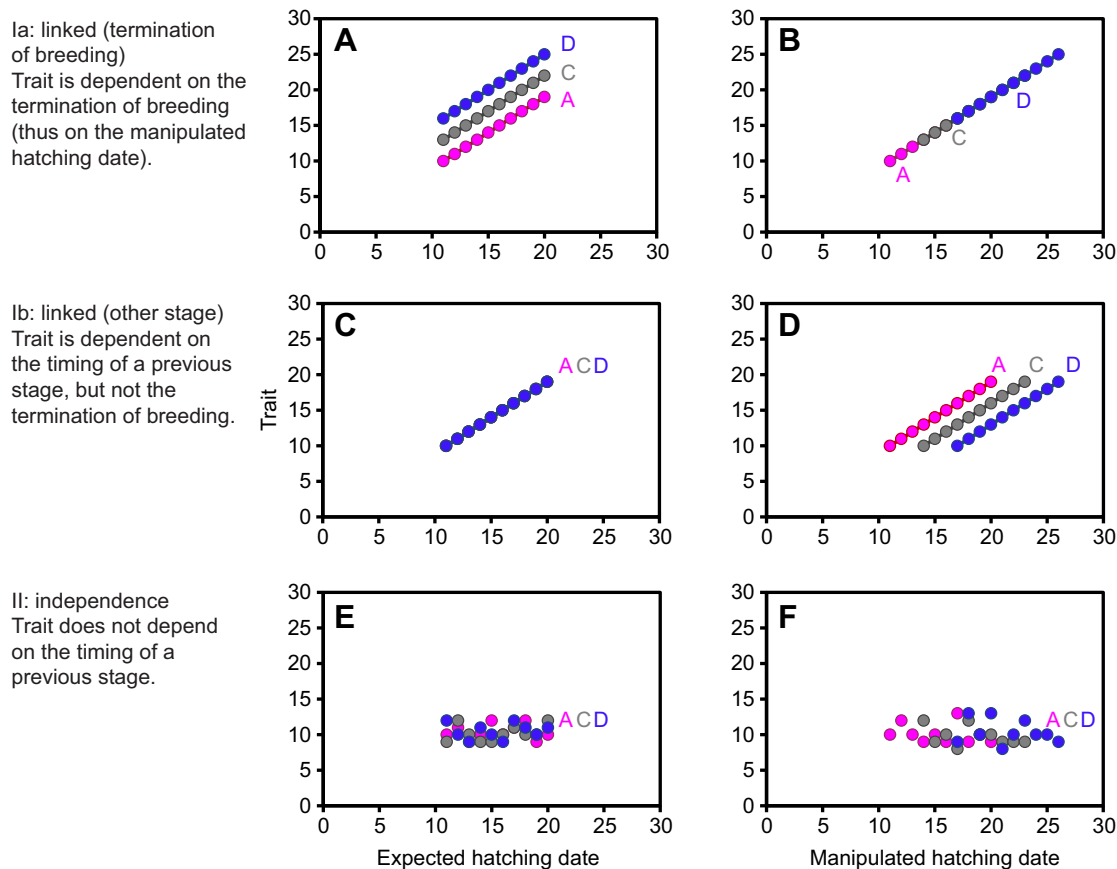 Ia: linked (termination
of breeding)
Trait is dependent on the
termination of breeding
(thus on the manipulated
hatching date).
A
30
25
20
15
10
5
0
0 5 10 15 20 25 30
D
C
A
B
30
25
20
15
10
5
0
0 5 10 15 20 25 30
D
C
A
Ib: linked (other stage)
Trait is dependent on
the timing of a previous
stage, but not the
termination of breeding.
Trait
C
30
25
20
15
10
5
0
0 5 10 15 20 25 30
A C D
D
30
25
20
15
10
5
0
0 5 10 15 20 25 30
A
C
D
II: independence
Trait does not depend
on the timing of a
previous stage.
E
30
25
20
15
10
5
0
0 5 10 15 20 25 30
A C D
Expected hatching date
F
30
25
20
15
10
5
0
0 5 10 15 20 25 30
A C D
Manipulated hatching date